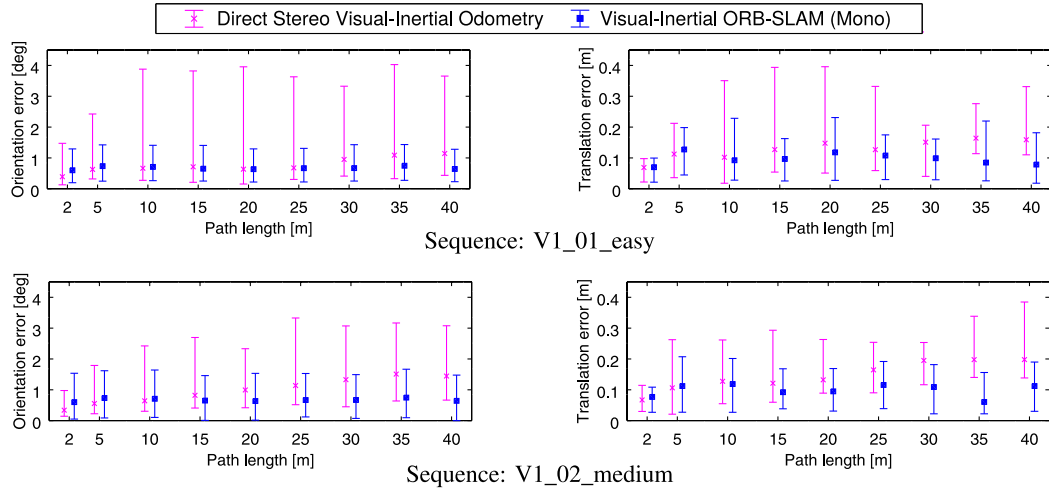 Direct Stereo Visual-Inertial Odometry
Visual-Inertial ORB-SLAM (Mono)
Orientation error [deg]
4
3
2
1
0
2 5 10 15 20 25 30 35 40
Path length [m]
Translation error [m]
0.4
0.3
0.2
0.1
0
2 5 10 15 20 25 30 35 40
Path length [m]
Sequence: V1_01_easy
Orientation error [deg]
4
3
2
1
0
2 5 10 15 20 25 30 35 40
Path length [m]
Translation error [m]
0.4
0.3
0.2
0.1
0
2 5 10 15 20 25 30 35 40
Path length [m]
Sequence: V1_02_medium